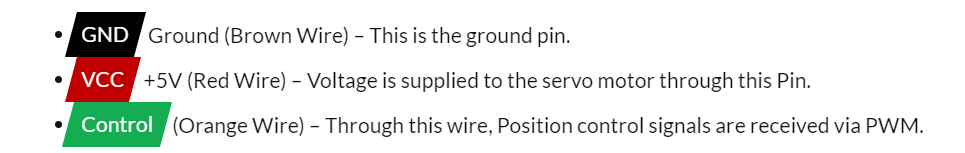 • GND Ground (Brown Wire) – This is the ground pin.
• VCC +5V (Red Wire) – Voltage is supplied to the servo motor through this Pin.
• Control (Orange Wire) – Through this wire, Position control signals are received via PWM.